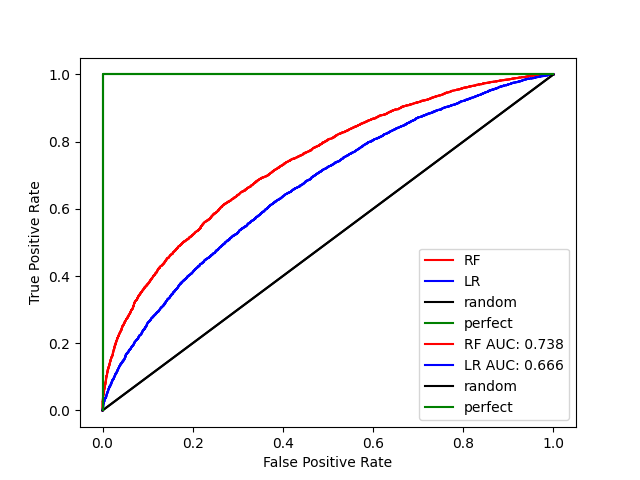 1.0
0.8
0.6
0.4
0.2
0.0
True Positive Rate
0.0 0.2 0.4 0.6 0.8 1.0
False Positive Rate
RF
LR
random
perfect
RF AUC: 0.738
LR AUC: 0.666
random
perfect